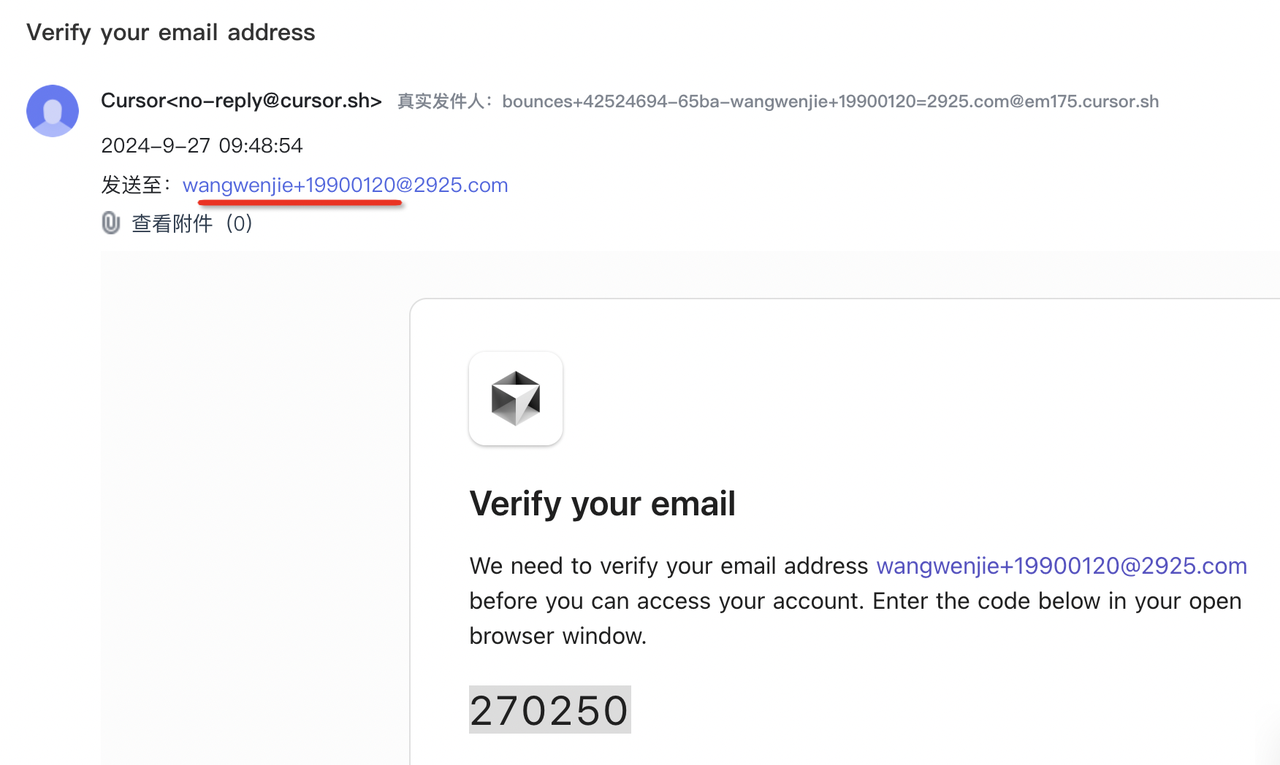 Verify your email address
Cursor<no-reply@cursor.sh> 真实发件人：bounces+42524694-65ba-wangwenjie+19900120=2925.com@em175.cursor.sh
2024-9-27 09:48:54
发送至：wangwenjie+19900120@2925.com
查看附件（0）
Verify your email
We need to verify your email address wangwenjie+19900120@2925.com
before you can access your account. Enter the code below in your open
browser window.
270250